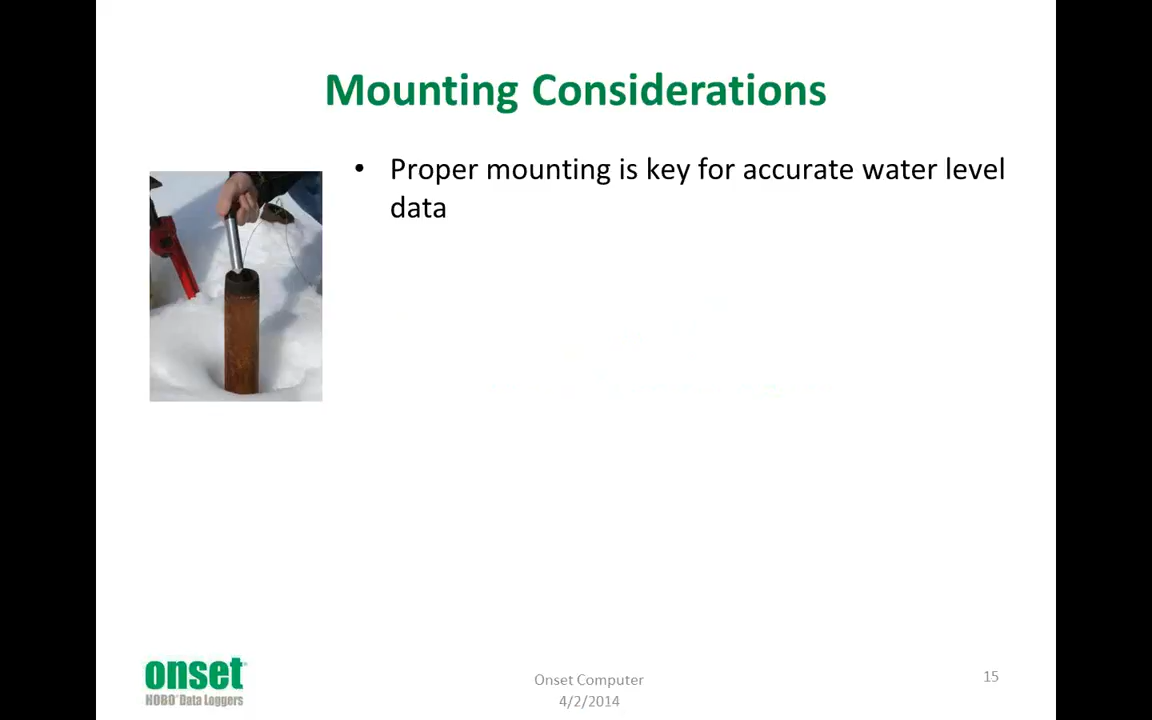 Mounting Considerations
• Proper mounting is key for accurate water level
data
onset
HOBO® Data Loggers
Onset Computer
4/2/2014
15